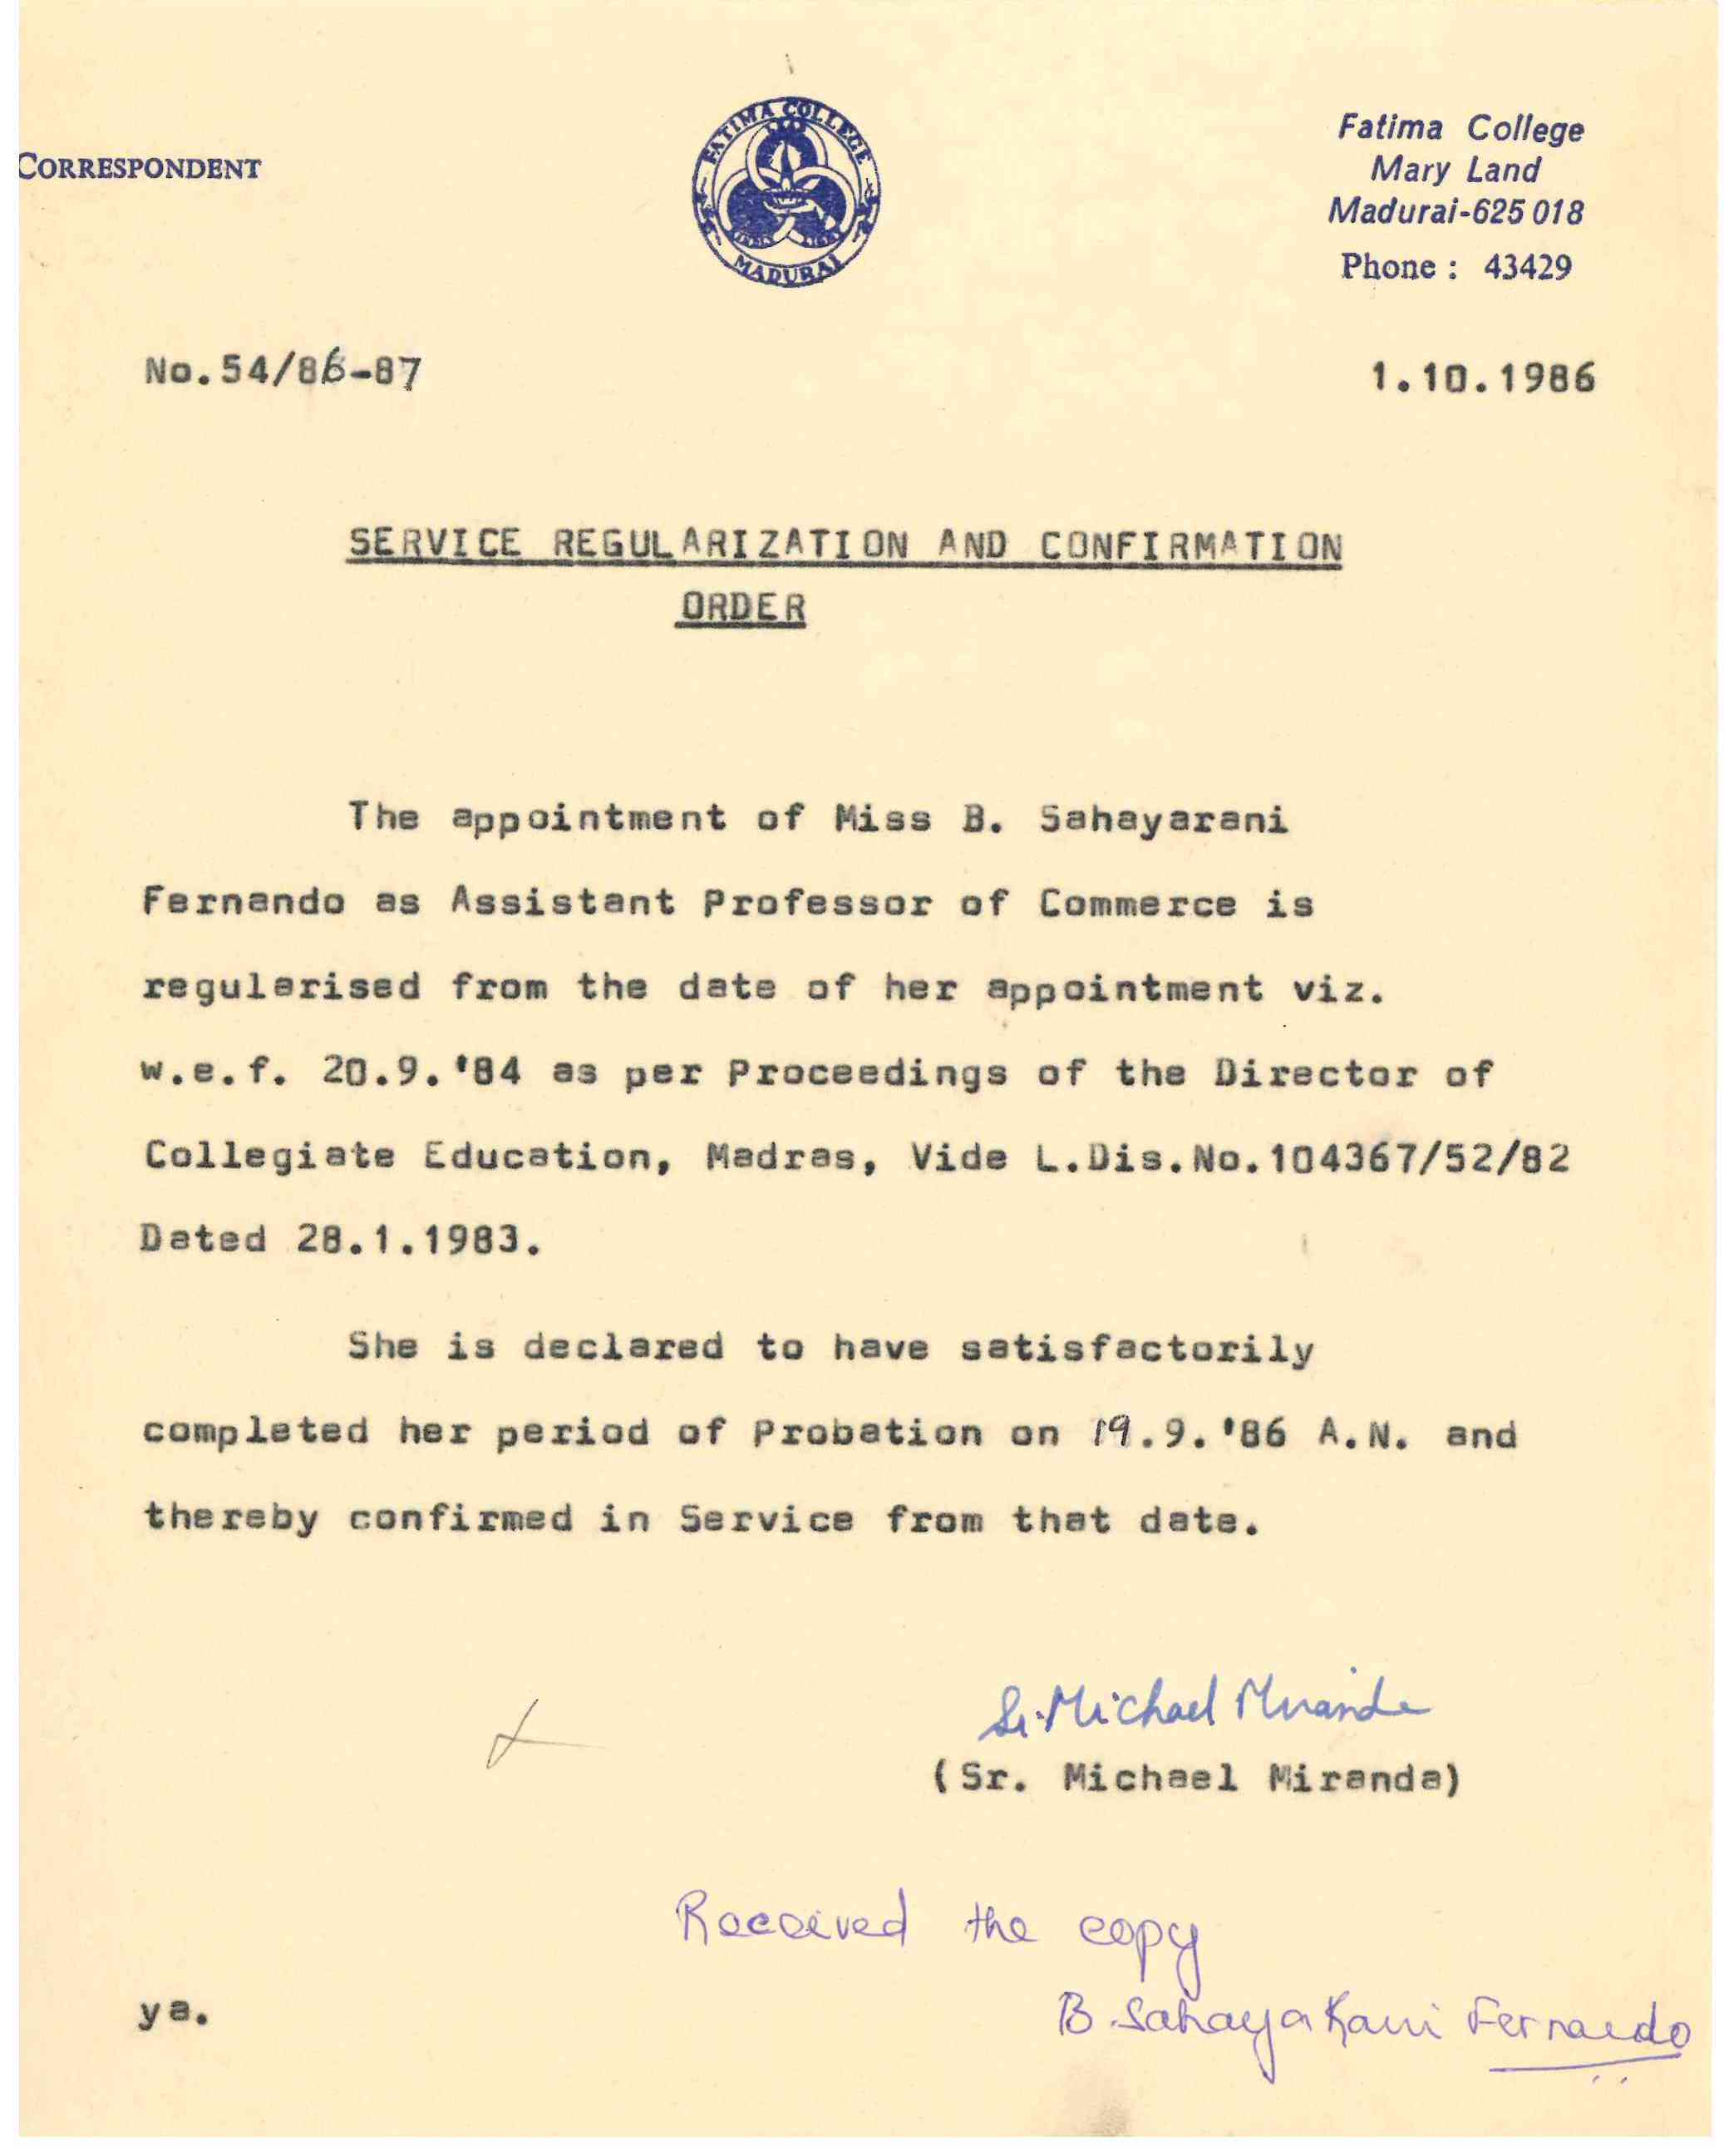 CORRESPONDENT
FATIMA COLLEGE
MADURAI
Fatima College
Mary Land
Madurai-625 018
Phone : 43429
No.54/86-87
1.10.1986
SERVICE REGULARIZATION AND CONFIRMATION
ORDER
The appointment of Miss B. Sahayarani
Fernando as Assistant Professor of Commerce is
regularised from the date of her appointment viz.
w.e.f. 20.9.'84 as per Proceedings of the Director of
Collegiate Education, Madras, Vide L.Dis.No.104367/52/82
Dated 28.1.1983.
She is declared to have satisfactorily
completed her period of Probation on 19.9.'86 A.N. and
thereby confirmed in Service from that date.
Sr. Michael Miranda
(Sr. Michael Miranda)
Received the copy
ya.
B. Sahaya Rani Fernando